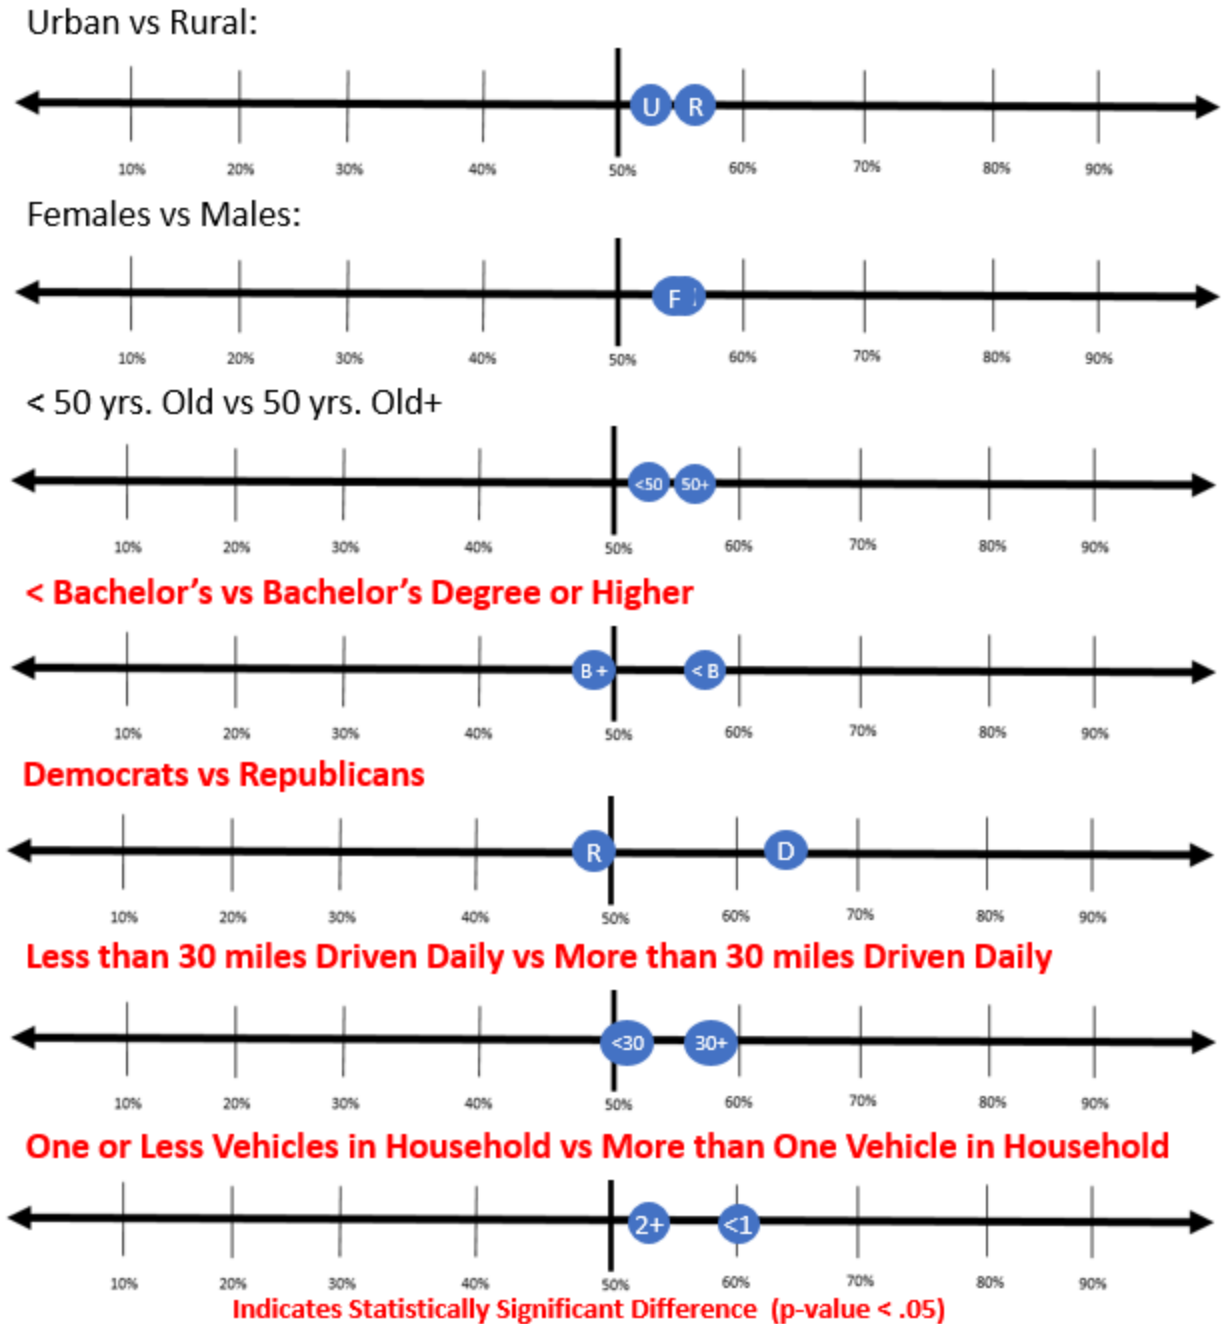 Urban vs Rural:
U R
10% 20% 30% 40% 50% 60% 70% 80% 90%
Females vs Males:
F
10% 20% 30% 40% 50% 60% 70% 80% 90%
< 50 yrs. Old vs 50 yrs. Old+
<50 50+
10% 20% 30% 40% 50% 60% 70% 80% 90%
< Bachelor’s vs Bachelor’s Degree or Higher
B + < B
10% 20% 30% 40% 50% 60% 70% 80% 90%
Democrats vs Republicans
R D
10% 20% 30% 40% 50% 60% 70% 80% 90%
Less than 30 miles Driven Daily vs More than 30 miles Driven Daily
<30 30+
10% 20% 30% 40% 50% 60% 70% 80% 90%
One or Less Vehicles in Household vs More than One Vehicle in Household
2+ <1
10% 20% 30% 40% 50% 60% 70% 80% 90%
Indicates Statistically Significant Difference (p-value < .05)